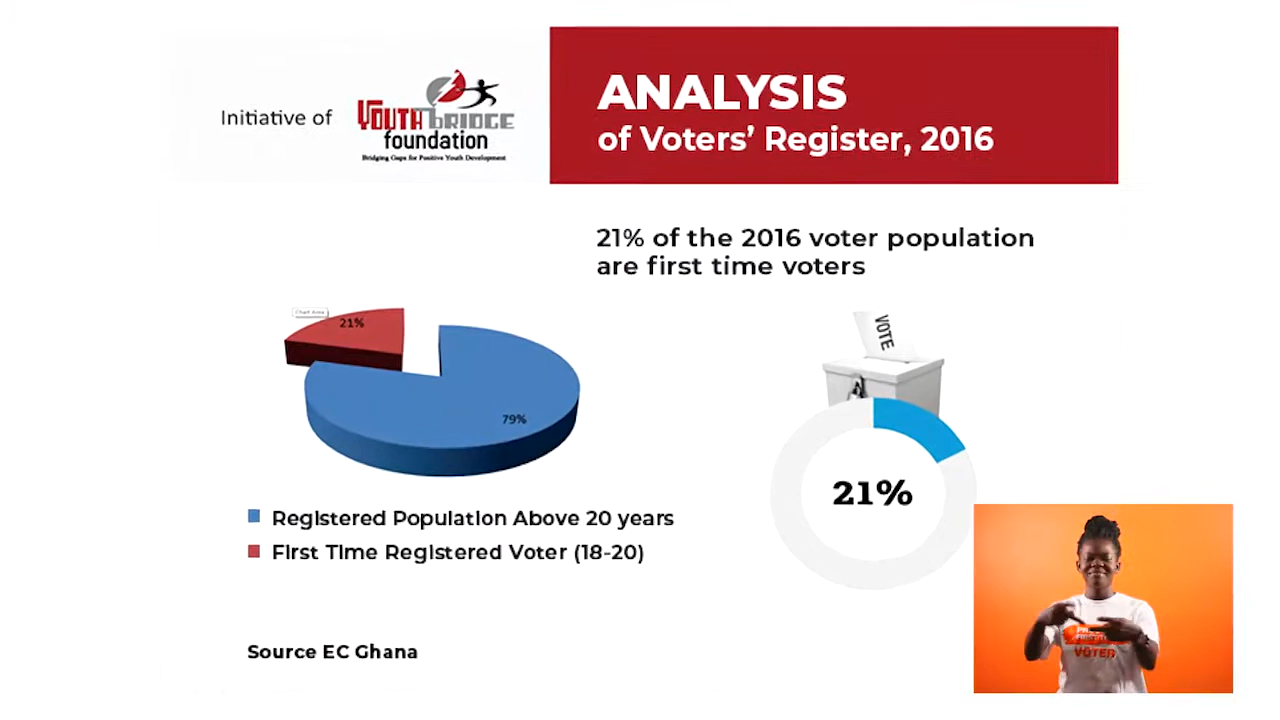 Initiative of
YOUTH bRIDGE
foundation
Bridging Gaps for Positive Youth Development
ANALYSIS
of Voters' Register, 2016
21% of the 2016 voter population
are first time voters
Chart Area
21%
79%
VOTE
21%
Registered Population Above 20 years
First Time Registered Voter (18-20)
Source EC Ghana
VOTER